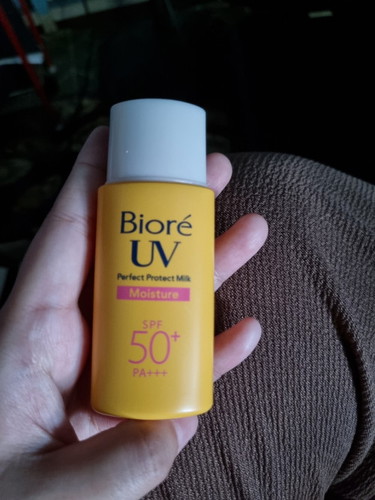 Bioré
UV
Perfect Protect Milk
Moisture
SPF
50+
PA+++